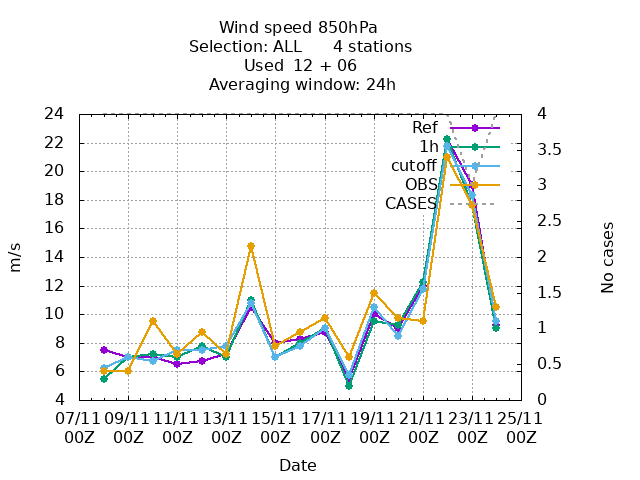 Wind speed 850hPa
Selection: ALL 4 stations
Used 12 + 06
Averaging window: 24h
24 4
22 3.5
20 3
18 2.5
16
14 2
12 1.5
10 1
8
6 0.5
4 0
m/s
No cases
Ref
1h
cutoff
OBS
CASES
07/11 09/11 11/11 13/11 15/11 17/11 19/11 21/11 23/11 25/11
00Z 00Z 00Z 00Z 00Z 00Z 00Z 00Z 00Z 00Z
Date